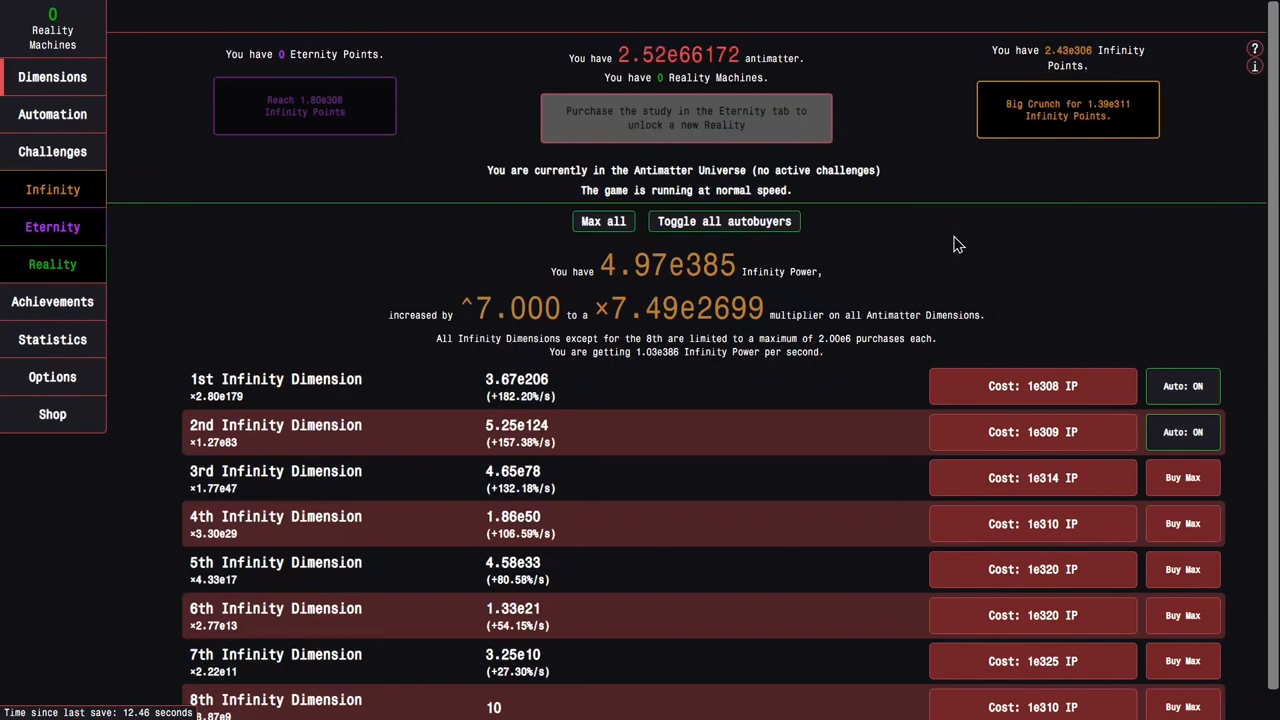 0
Reality
Machines
Dimensions
Automation
Challenges
Infinity
Eternity
Reality
Achievements
Statistics
Options
Shop
You have 0 Eternity Points.
Reach 1.80e308
Infinity Points
You have 2.52e66172 antimatter.
You have 0 Reality Machines.
Purchase the study in the Eternity tab to
unlock a new Reality
You have 2.43e306 Infinity
Points.
Big Crunch for 1.39e311
Infinity Points.
?
i
You are currently in the Antimatter Universe (no active challenges)
The game is running at normal speed.
Max all
Toggle all autobuyers
You have 4.97e385 Infinity Power,
increased by ^7.000 to a ×7.49e2699 multiplier on all Antimatter Dimensions.
All Infinity Dimensions except for the 8th are limited to a maximum of 2.00e6 purchases each.
You are getting 1.03e386 Infinity Power per second.
1st Infinity Dimension 3.67e206 Cost: 1e308 IP Auto: ON
×2.80e179 (+182.20%/s)
2nd Infinity Dimension 5.25e124 Cost: 1e309 IP Auto: ON
×1.27e83 (+157.38%/s)
3rd Infinity Dimension 4.65e78 Cost: 1e314 IP Buy Max
×1.77e47 (+132.18%/s)
4th Infinity Dimension 1.86e50 Cost: 1e310 IP Buy Max
×3.30e29 (+106.59%/s)
5th Infinity Dimension 4.58e33 Cost: 1e320 IP Buy Max
×4.33e17 (+80.58%/s)
6th Infinity Dimension 1.33e21 Cost: 1e320 IP Buy Max
×2.77e13 (+54.15%/s)
7th Infinity Dimension 3.25e10 Cost: 1e325 IP Buy Max
×2.22e11 (+27.30%/s)
8th Infinity Dimension 10 Cost: 1e310 IP Buy Max
Time since last save: 12.46 seconds